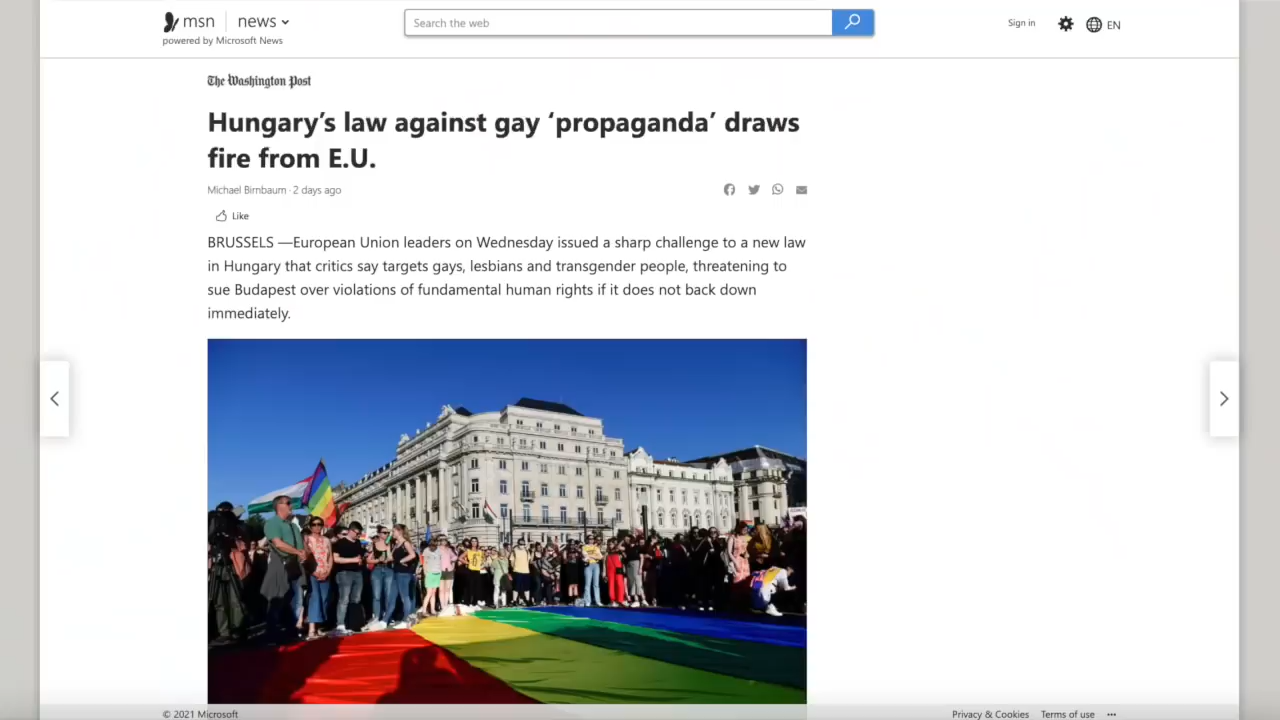 msn news
powered by Microsoft News
Search the web
Sign in
EN
The Washington Post
Hungary’s law against gay ‘propaganda’ draws
fire from E.U.
Michael Birnbaum · 2 days ago
Like
BRUSSELS —European Union leaders on Wednesday issued a sharp challenge to a new law
in Hungary that critics say targets gays, lesbians and transgender people, threatening to
sue Budapest over violations of fundamental human rights if it does not back down
immediately.
© 2021 Microsoft
Privacy & Cookies Terms of use ···